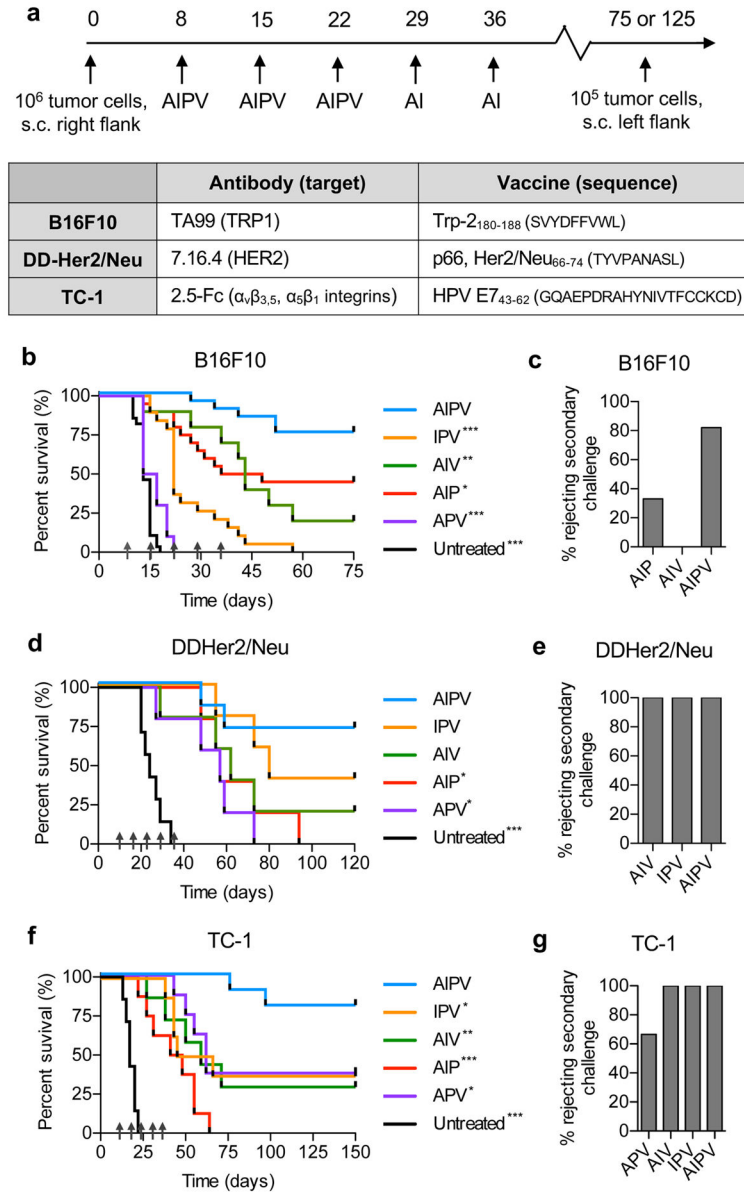 a
0 8 15 22 29 36 75 or 125
10⁶ tumor cells, s.c. right flank
AIPV AIPV AIPV AI AI
10⁵ tumor cells, s.c. left flank
Antibody (target) Vaccine (sequence)
B16F10 TA99 (TRP1) Trp-2₁₈₀₋₁₈₈ (SVYDFFVWL)
DD-Her2/Neu 7.16.4 (HER2) p66, Her2/Neu₆₆₋₇₄ (TYVPANASL)
TC-1 2.5-Fc (αᵥβ₃,₅, α₅β₁ integrins) HPV E7₄₃₋₆₂ (GQAEPDRAHYNIVTFCCKCD)
b B16F10
Percent survival (%)
100
75
50
25
0
0 15 30 45 60 75
Time (days)
AIPV
IPV***
AIV**
AIP*
APV***
Untreated***
c B16F10
% rejecting secondary challenge
100
80
60
40
20
0
AIP AIV AIPV
d DDHer2/Neu
Percent survival (%)
100
75
50
25
0
0 20 40 60 80 100 120
Time (days)
AIPV
IPV
AIV
AIP*
APV*
Untreated***
e DDHer2/Neu
% rejecting secondary challenge
100
80
60
40
20
0
AIV IPV AIPV
f TC-1
Percent suvival (%)
100
75
50
25
0
0 25 50 75 100 125 150
Time (days)
AIPV
IPV*
AIV**
AIP***
APV*
Untreated***
g TC-1
% rejecting secondary challenge
100
80
60
40
20
0
APV AIV IPV AIPV